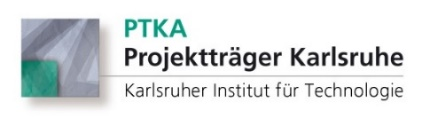 PTKA
Projektträger Karlsruhe
Karlsruher Institut für Technologie